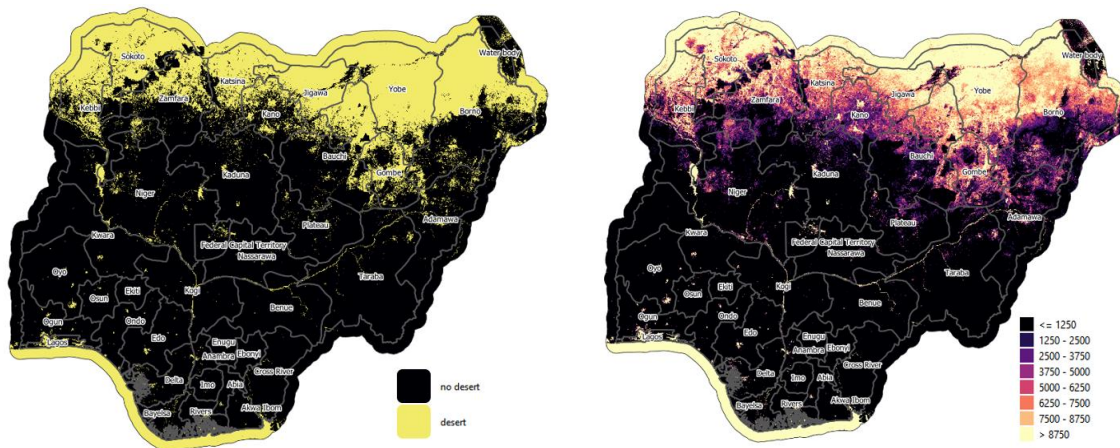 Water body
Sokoto
Katsina
Jigawa
Yobe
Zamfara
Kebbi
Kano
Borno
Bauchi
Gombe
Kaduna
Niger
Adamawa
Plateau
Kwara
Federal Capital Territory
Nassarawa
Oyo
Taraba
Osun
Ekiti
Kogi
Benue
Ogun
Ondo
Lagos
Edo
Enugu
Anambra
Ebonyi
Cross River
Delta
Imo
Abia
Bayelsa
Rivers
Akwa Ibom
no desert
desert
Water body
Sokoto
Katsina
Jigawa
Yobe
Zamfara
Kebbi
Kano
Borno
Bauchi
Gombe
Kaduna
Niger
Adamawa
Plateau
Kwara
Federal Capital Territory
Nassarawa
Oyo
Taraba
Osun
Ekiti
Kogi
Benue
Ogun
Ondo
Lagos
Edo
Enugu
Anambra
Ebonyi
Cross River
Delta
Imo
Abia
Bayelsa
Rivers
Akwa Ibom
<= 1250
1250 - 2500
2500 - 3750
3750 - 5000
5000 - 6250
6250 - 7500
7500 - 8750
> 8750